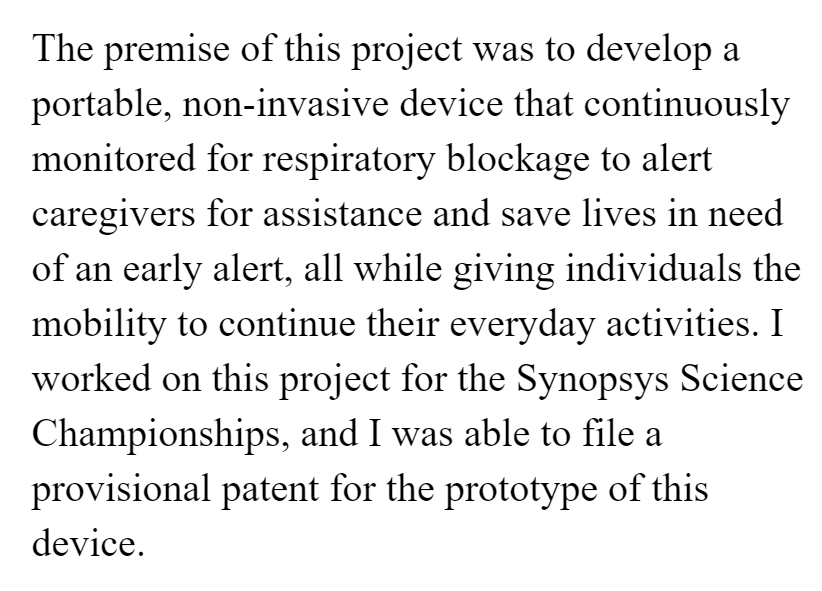 The premise of this project was to develop a
portable, non-invasive device that continuously
monitored for respiratory blockage to alert
caregivers for assistance and save lives in need
of an early alert, all while giving individuals the
mobility to continue their everyday activities. I
worked on this project for the Synopsys Science
Championships, and I was able to file a
provisional patent for the prototype of this
device.